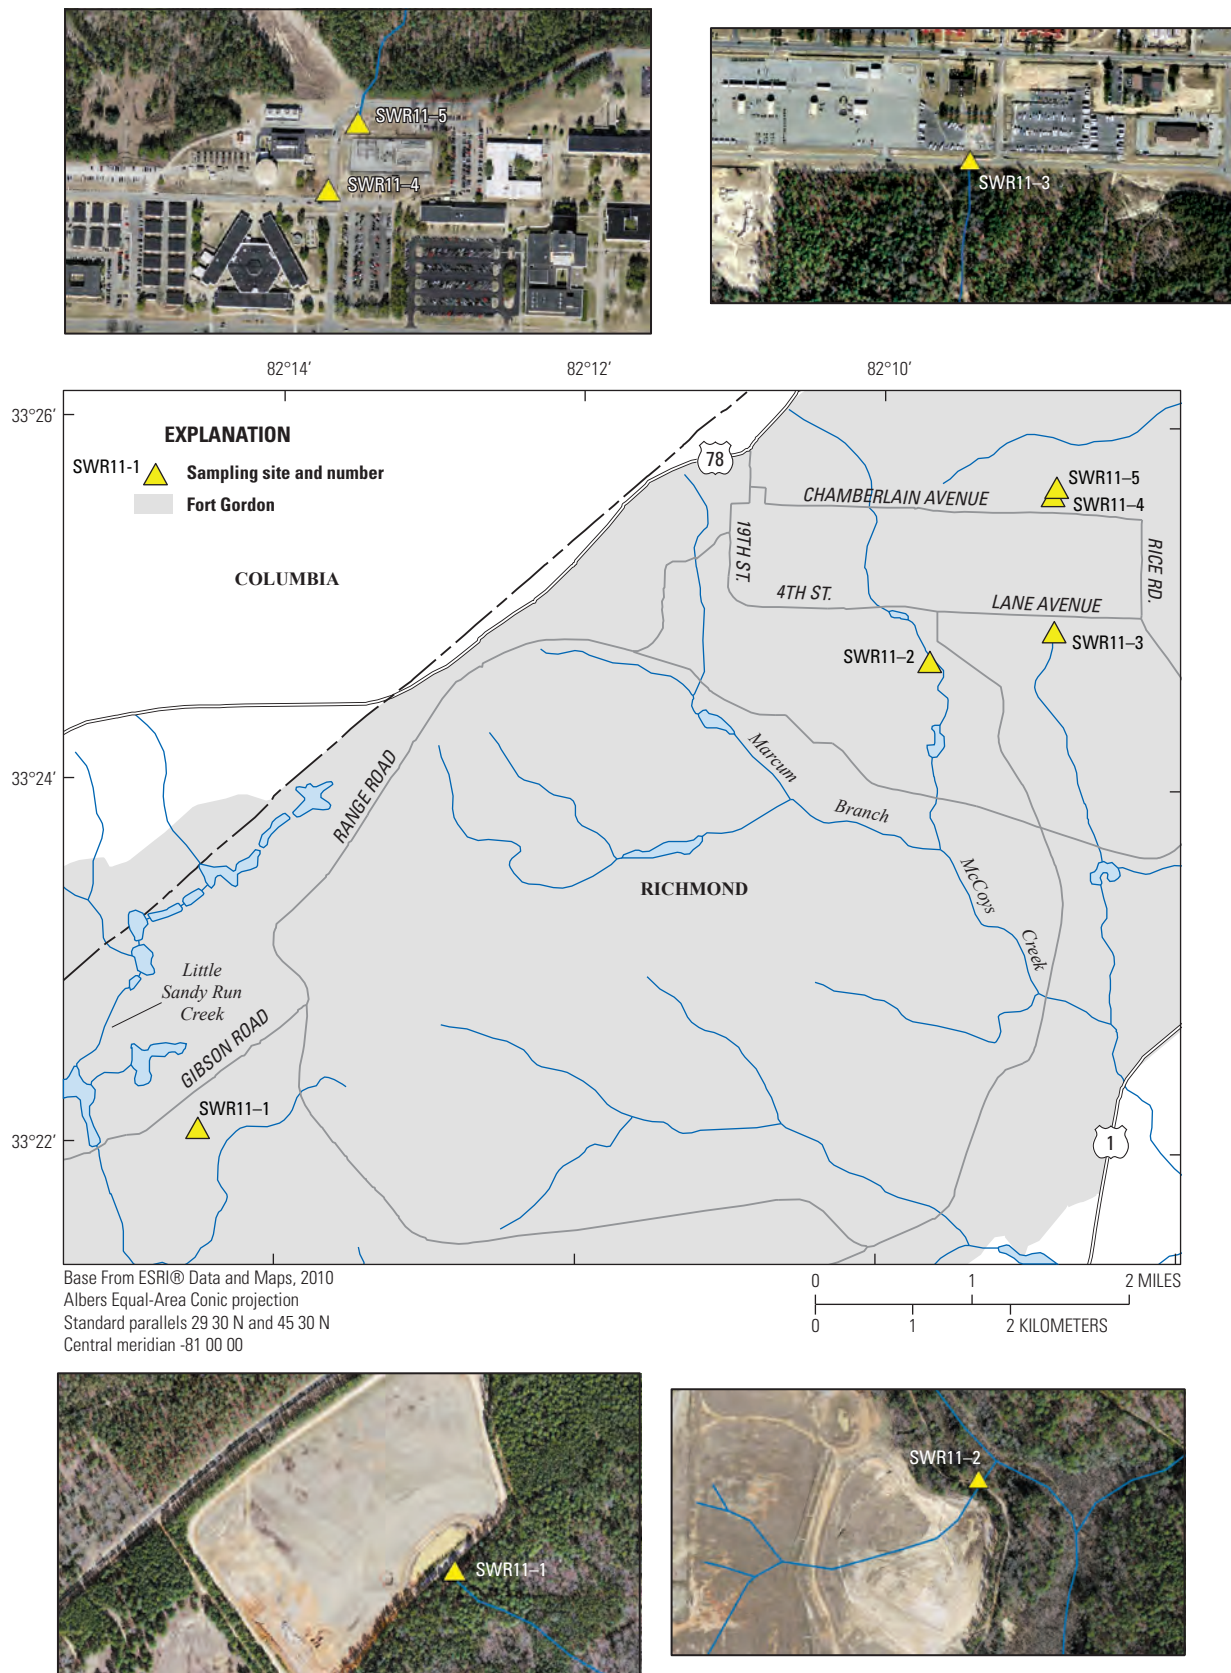 SWR11–5
SWR11–4
SWR11–3
82°14'
82°12'
82°10'
33°26'
33°24'
33°22'
EXPLANATION
SWR11-1
Sampling site and number
Fort Gordon
78
COLUMBIA
CHAMBERLAIN AVENUE
SWR11–5
SWR11–4
19TH ST.
4TH ST.
LANE AVENUE
RICE RD.
SWR11–2
SWR11–3
RANGE ROAD
Marcum
Branch
RICHMOND
McCoys
Creek
Little
Sandy Run
Creek
GIBSON ROAD
SWR11–1
1
Base From ESRI® Data and Maps, 2010
Albers Equal-Area Conic projection
Standard parallels 29 30 N and 45 30 N
Central meridian -81 00 00
0 1 2 MILES
0 1 2 KILOMETERS
SWR11–1
SWR11–2